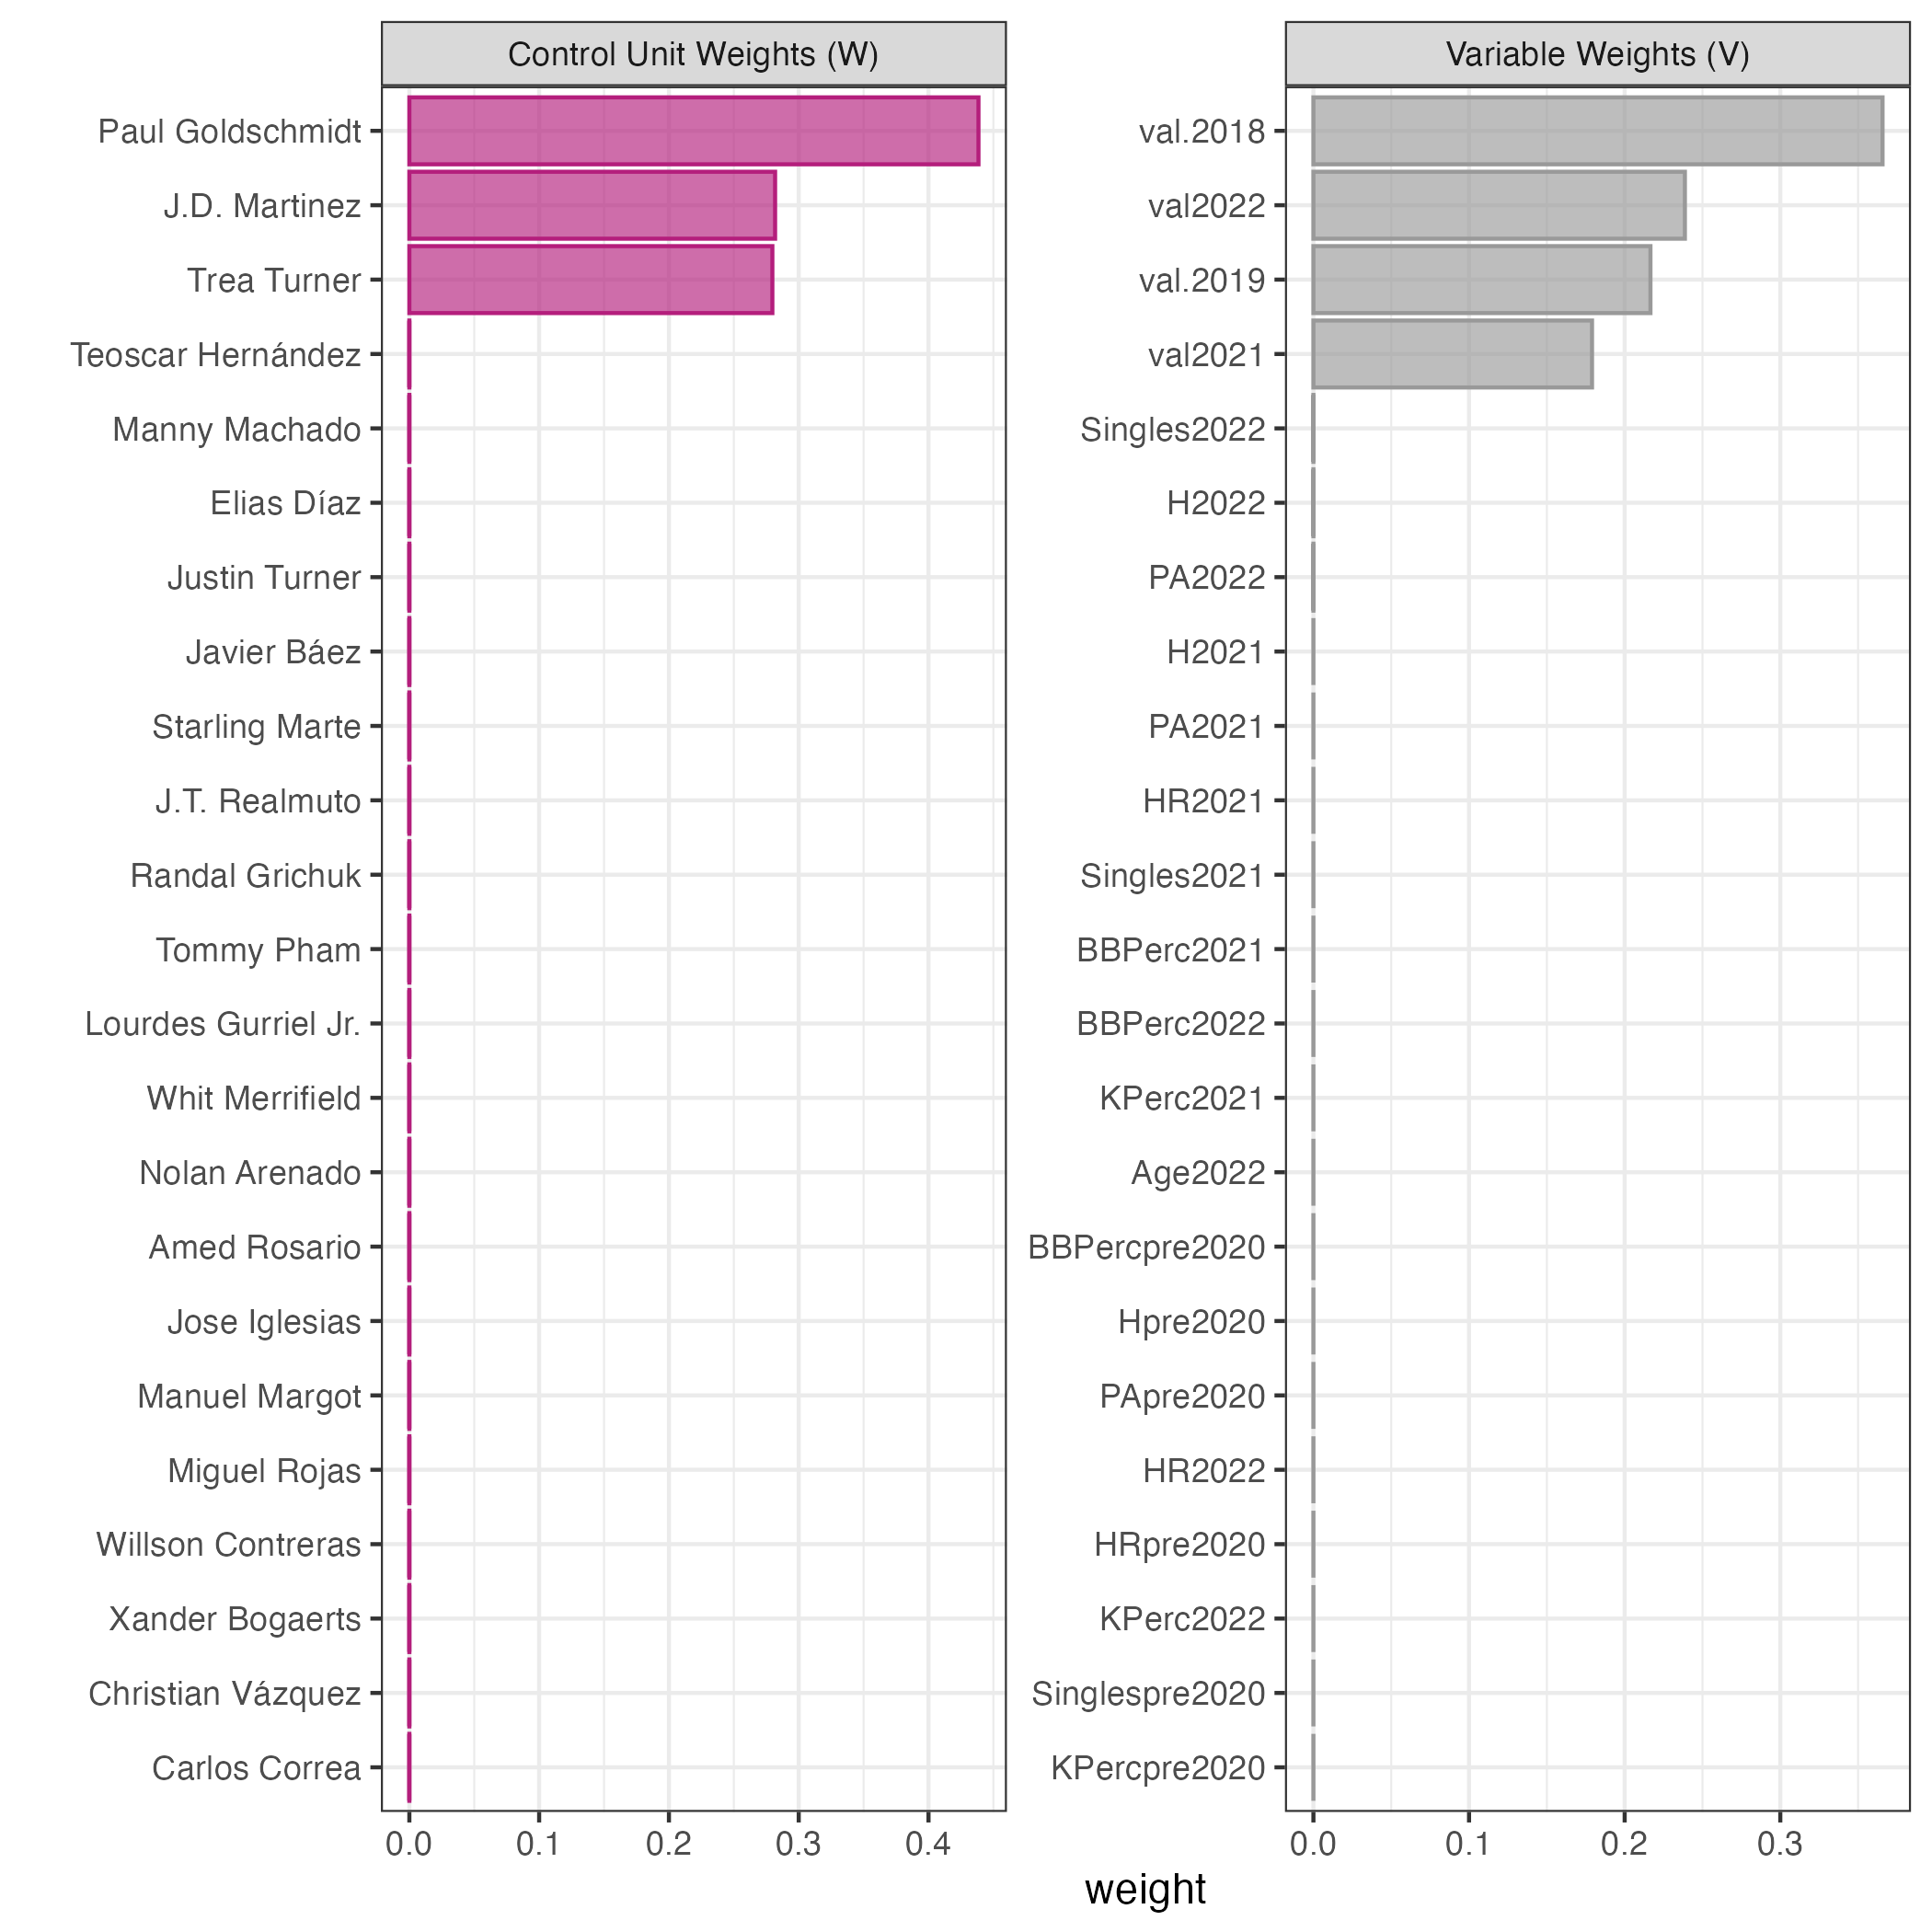 Control Unit Weights (W)
Paul Goldschmidt
J.D. Martinez
Trea Turner
Teoscar Hernández
Manny Machado
Elias Díaz
Justin Turner
Javier Báez
Starling Marte
J.T. Realmuto
Randal Grichuk
Tommy Pham
Lourdes Gurriel Jr.
Whit Merrifield
Nolan Arenado
Amed Rosario
Jose Iglesias
Manuel Margot
Miguel Rojas
Willson Contreras
Xander Bogaerts
Christian Vázquez
Carlos Correa
0.0 0.1 0.2 0.3 0.4
Variable Weights (V)
val.2018
val2022
val.2019
val2021
Singles2022
H2022
PA2022
H2021
PA2021
HR2021
Singles2021
BBPerc2021
BBPerc2022
KPerc2021
Age2022
BBPercpre2020
Hpre2020
PApre2020
HR2022
HRpre2020
KPerc2022
Singlespre2020
KPercpre2020
0.0 0.1 0.2 0.3
weight